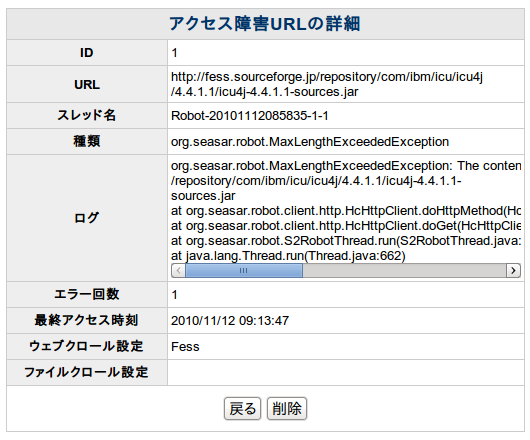 アクセス障害URLの詳細
ID 1
URL http://fess.sourceforge.jp/repository/com/ibm/icu/icu4j
/4.4.1.1/icu4j-4.4.1.1-sources.jar
スレッド名 Robot-20101112085835-1-1
種類 org.seasar.robot.MaxLengthExceededException
ログ org.seasar.robot.MaxLengthExceededException: The conten
/repository/com/ibm/icu/icu4j/4.4.1.1/icu4j-4.4.1.1-
sources.jar
at org.seasar.robot.client.http.HcHttpClient.doHttpMethod(Hc
at org.seasar.robot.client.http.HcHttpClient.doGet(HcHttpClie
at org.seasar.robot.S2RobotThread.run(S2RobotThread.java:
at java.lang.Thread.run(Thread.java:662)
エラー回数 1
最終アクセス時刻 2010/11/12 09:13:47
ウェブクロール設定 Fess
ファイルクロール設定
戻る 削除